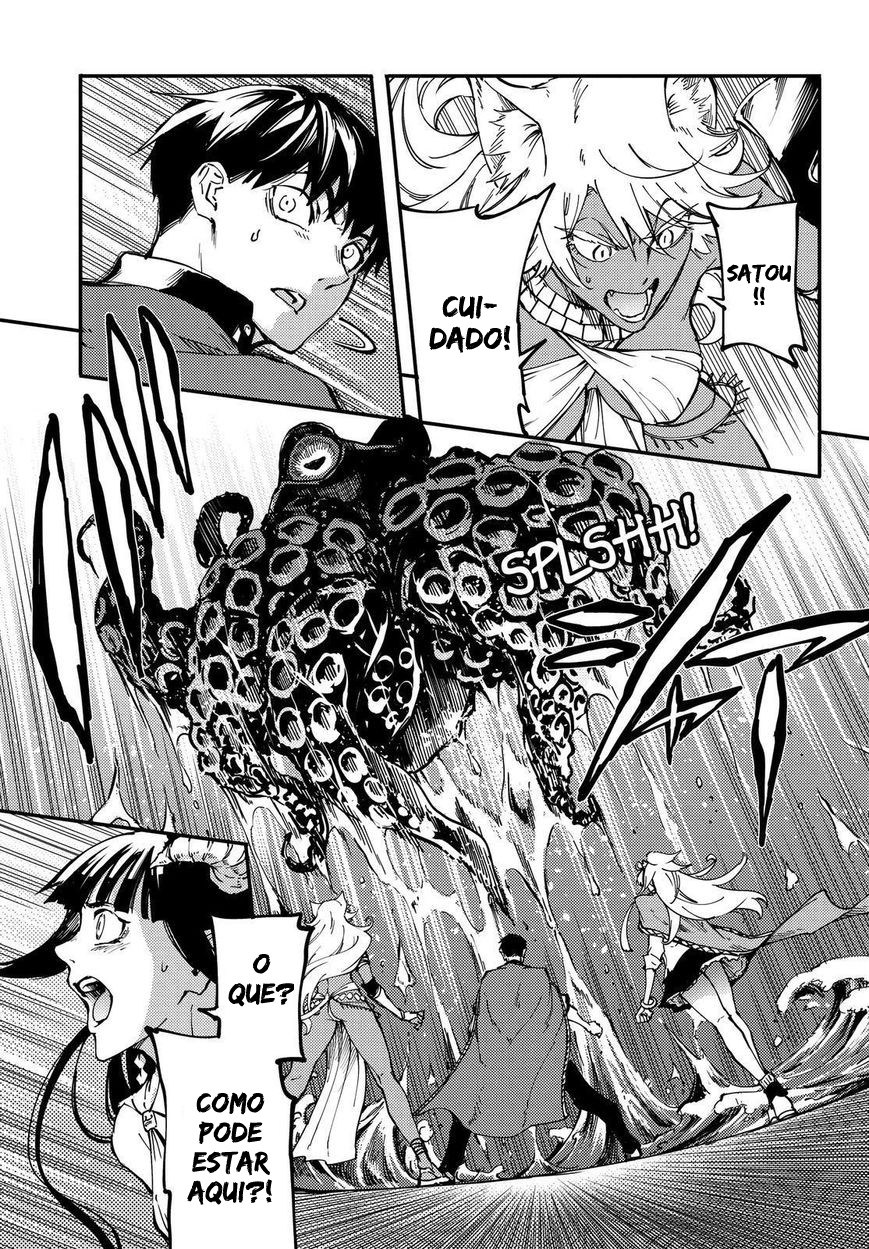 SATOU
!!
CUI-
DADO!
SPLSHH!
O
QUE?
COMO
PODE
ESTAR
AQUI?!